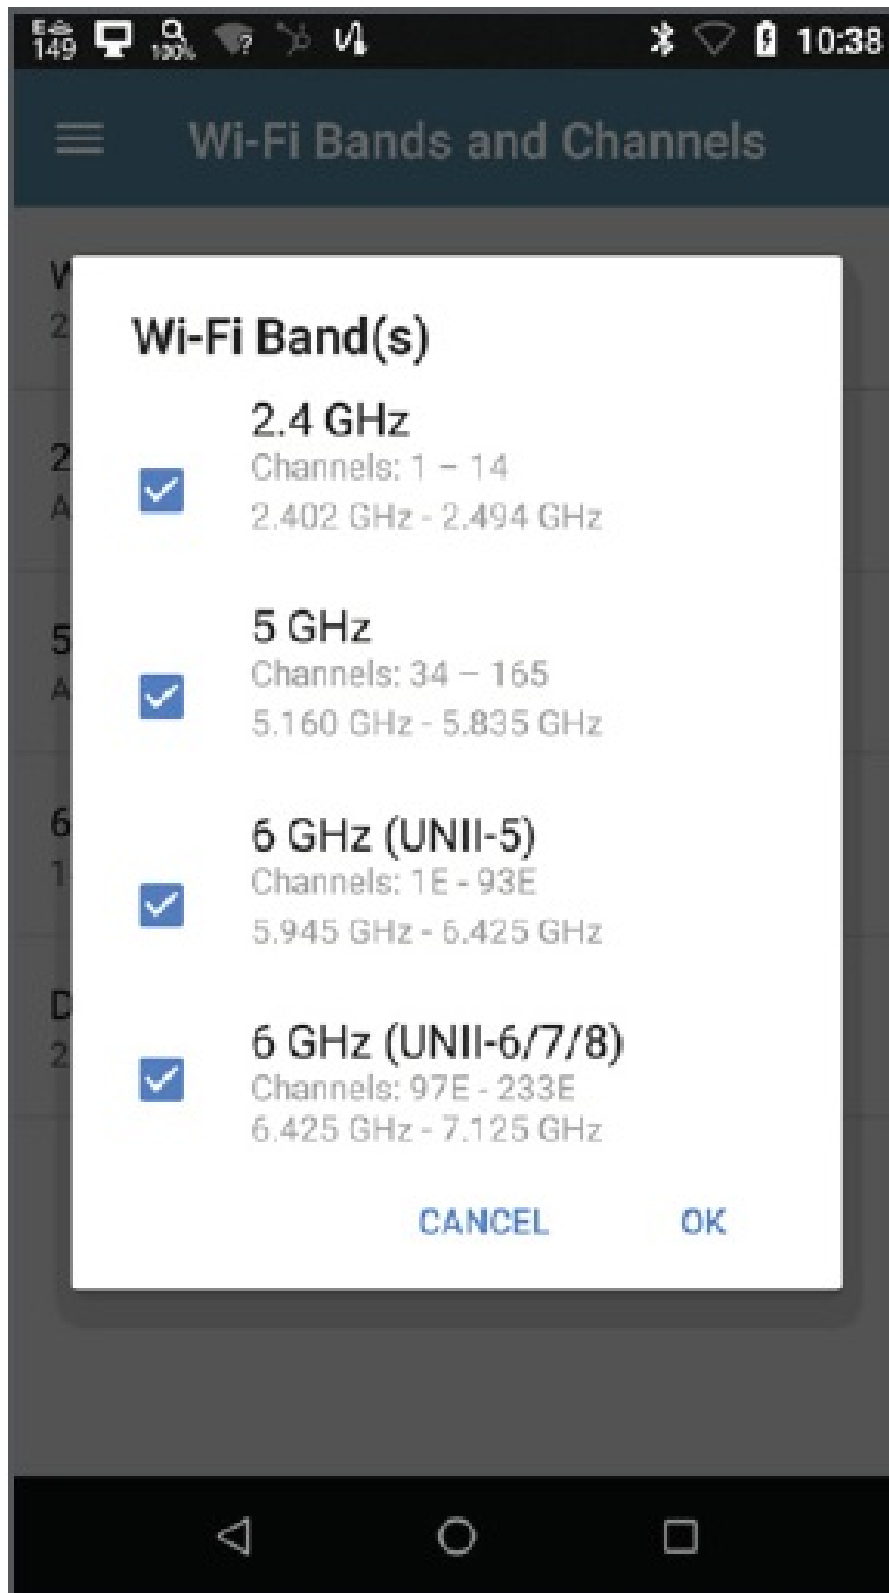 149
100%
10:38
Wi-Fi Bands and Channels
Wi-Fi Band(s)
2.4 GHz
Channels: 1 – 14
2.402 GHz - 2.494 GHz
5 GHz
Channels: 34 – 165
5.160 GHz - 5.835 GHz
6 GHz (UNII-5)
Channels: 1E - 93E
5.945 GHz - 6.425 GHz
6 GHz (UNII-6/7/8)
Channels: 97E - 233E
6.425 GHz - 7.125 GHz
CANCEL
OK